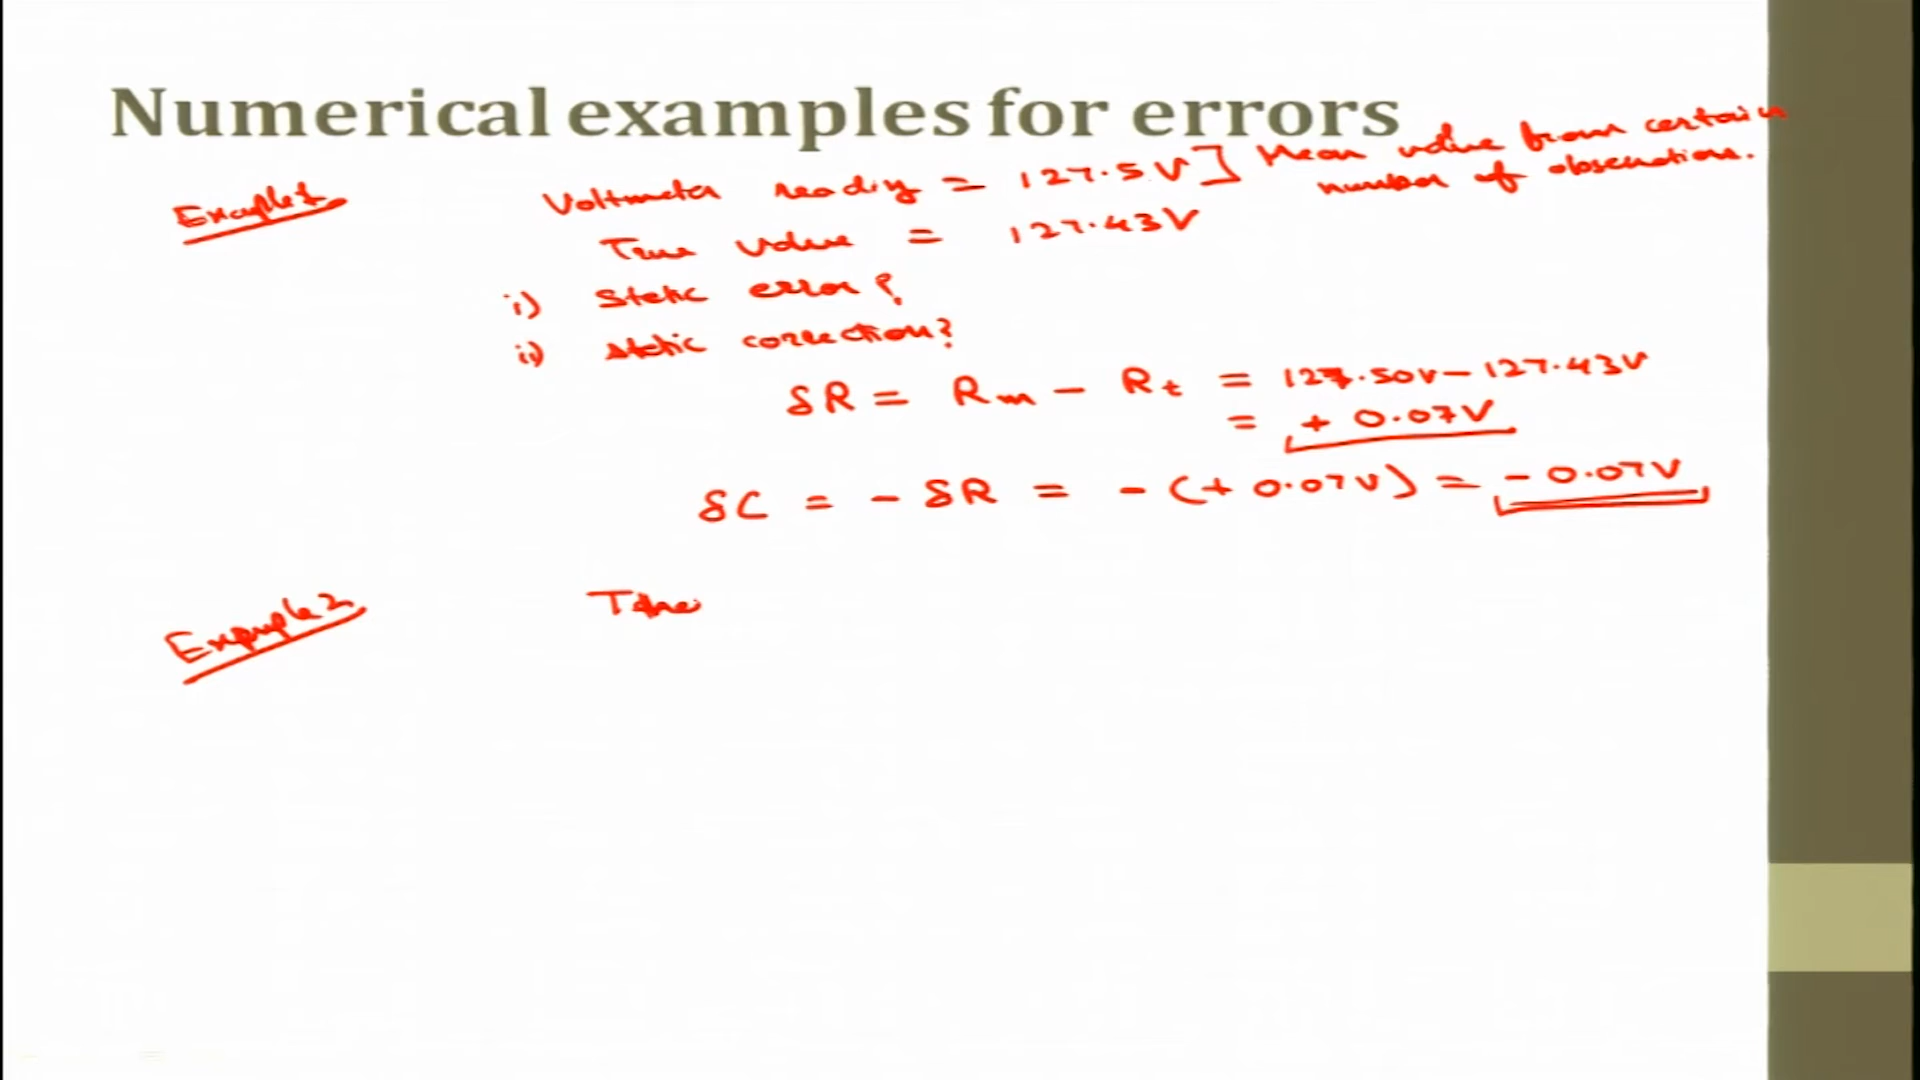 Numerical examples for errors
Example 1
Voltmeter reading = 127.5 V ] Mean value from certain
number of observations.
True value = 127.43V
i) Static error?
ii) static correction?
δR = Rm - Rt = 127.50V - 127.43V
= + 0.07V
δC = - δR = - (+ 0.07V) = - 0.07V
Example 2